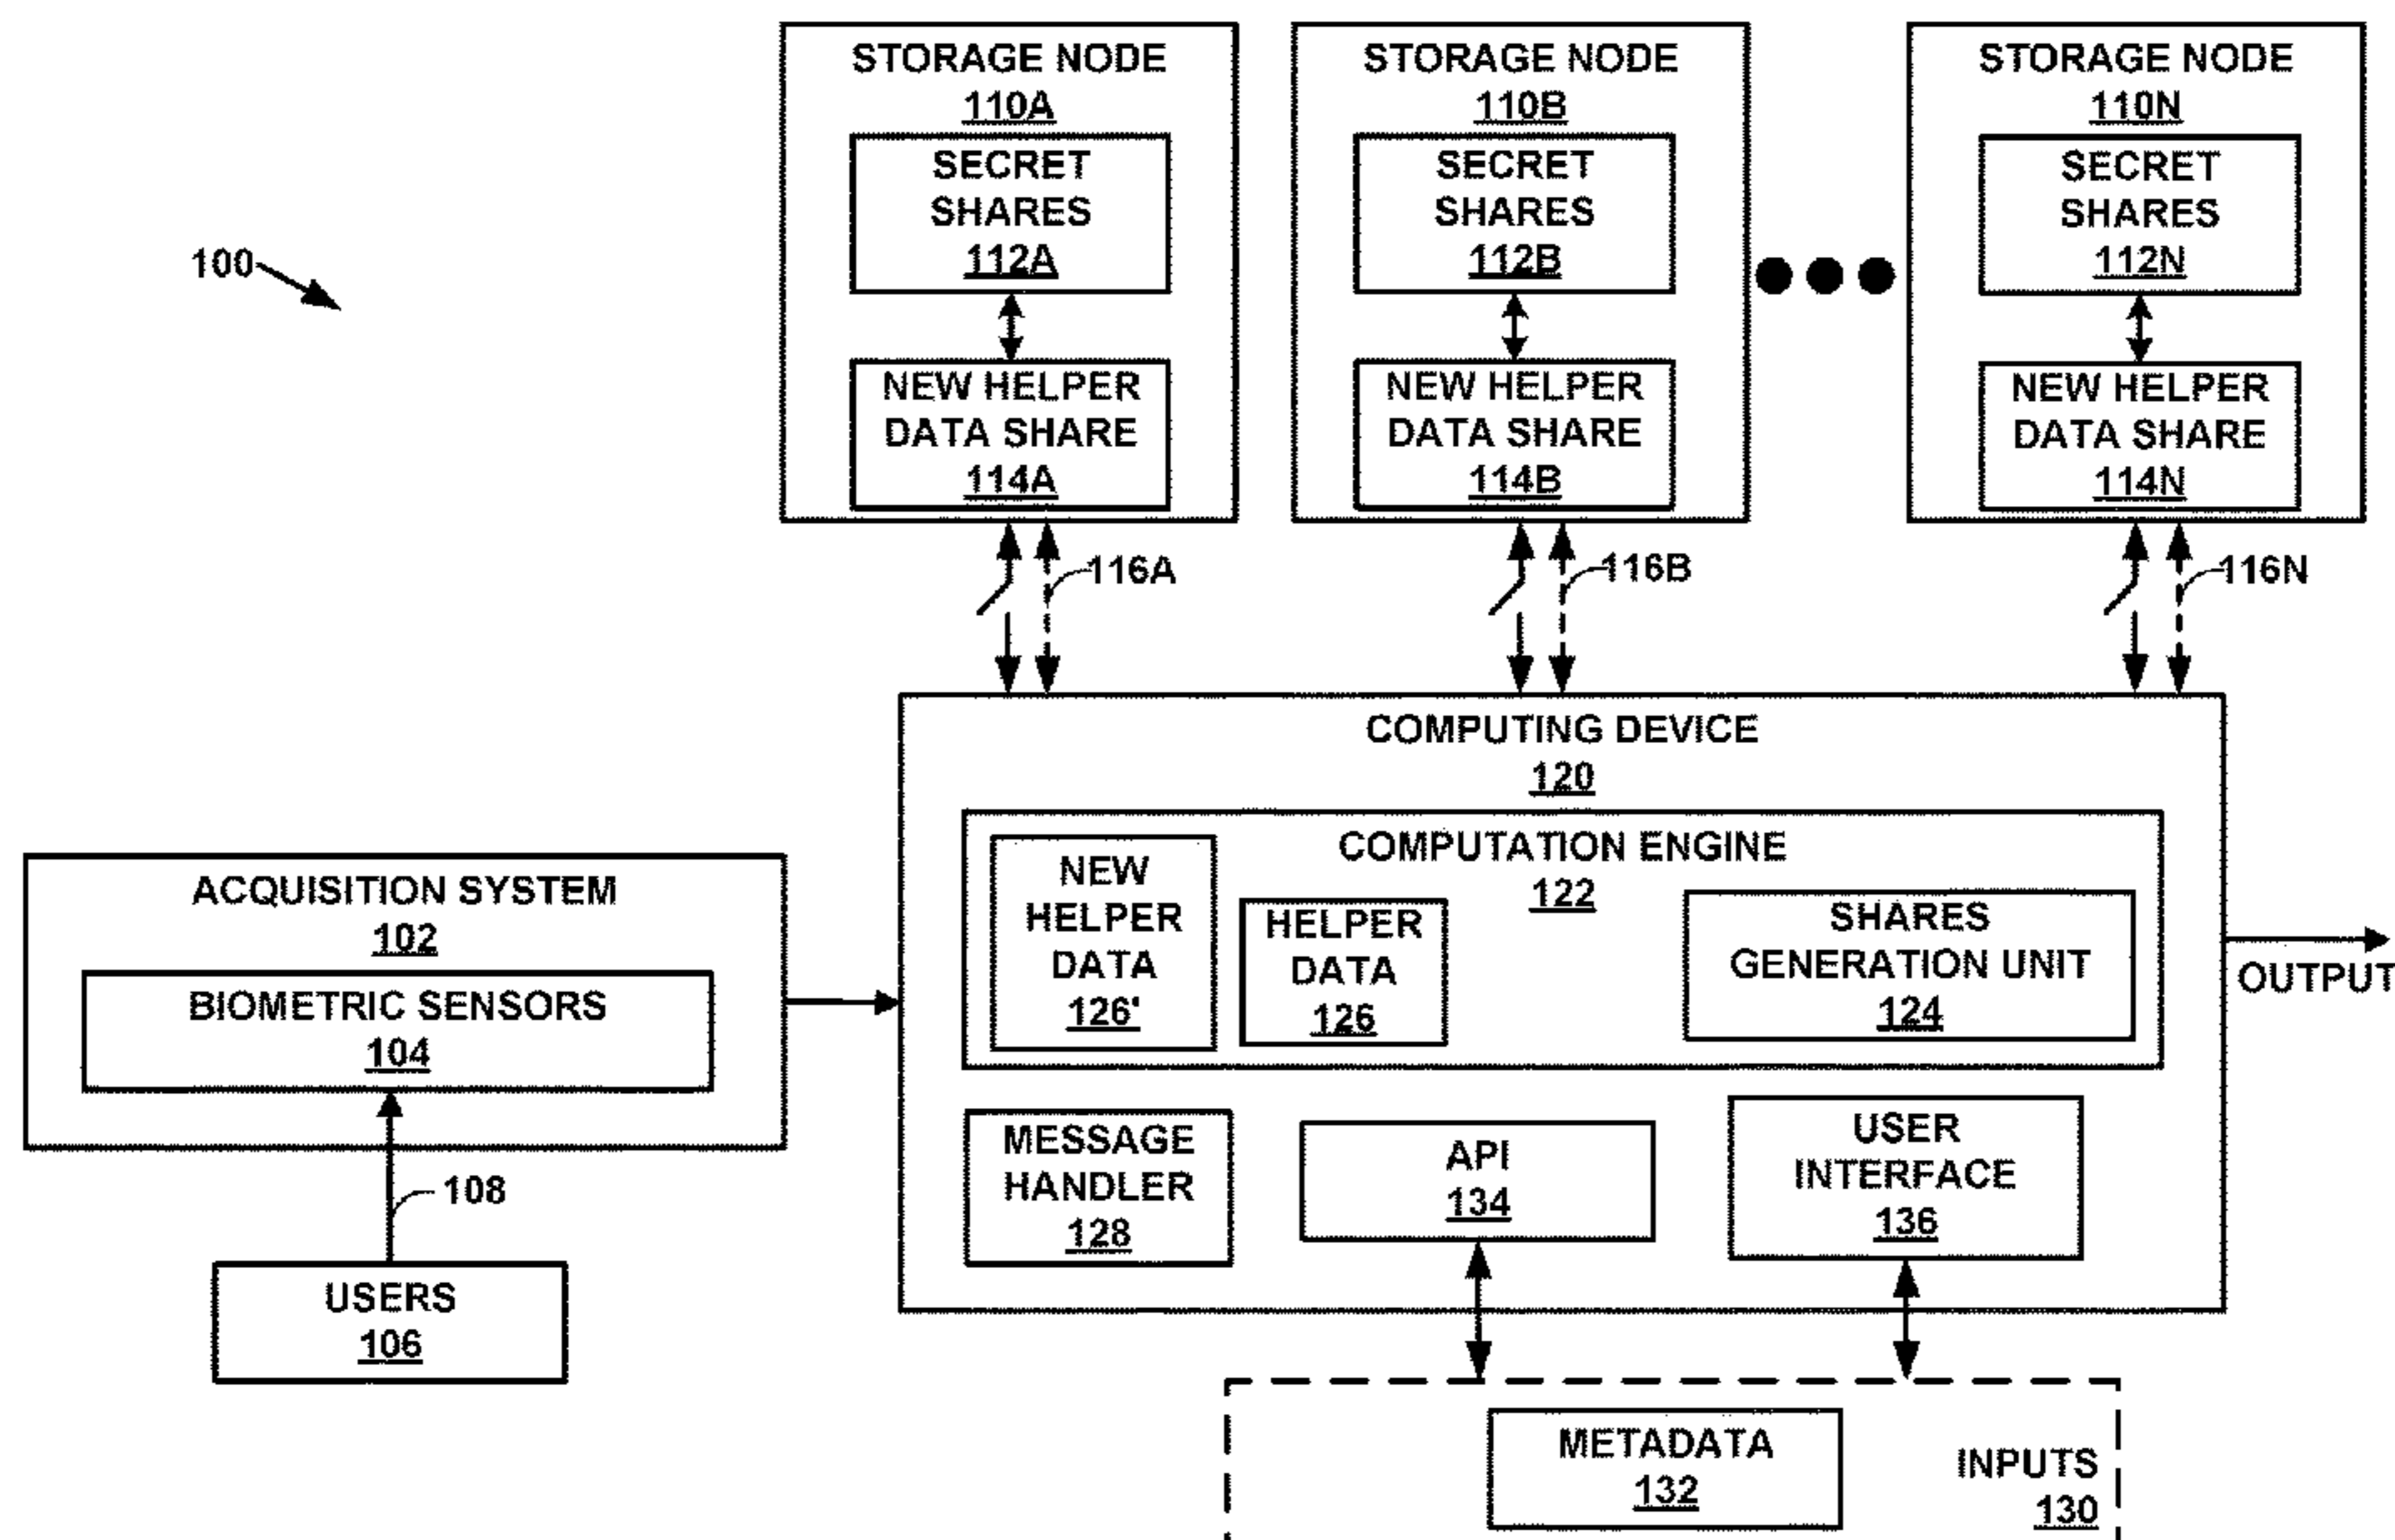 STORAGE NODE
110A
SECRET
SHARES
112A
NEW HELPER
DATA SHARE
114A
STORAGE NODE
110B
SECRET
SHARES
112B
NEW HELPER
DATA SHARE
114B
STORAGE NODE
110N
SECRET
SHARES
112N
NEW HELPER
DATA SHARE
114N
100
116A
116B
116N
COMPUTING DEVICE
120
COMPUTATION ENGINE
122
NEW
HELPER
DATA
126'
HELPER
DATA
126
SHARES
GENERATION UNIT
124
ACQUISITION SYSTEM
102
BIOMETRIC SENSORS
104
OUTPUT
MESSAGE
HANDLER
128
API
134
USER
INTERFACE
136
108
USERS
106
METADATA
132
INPUTS
130